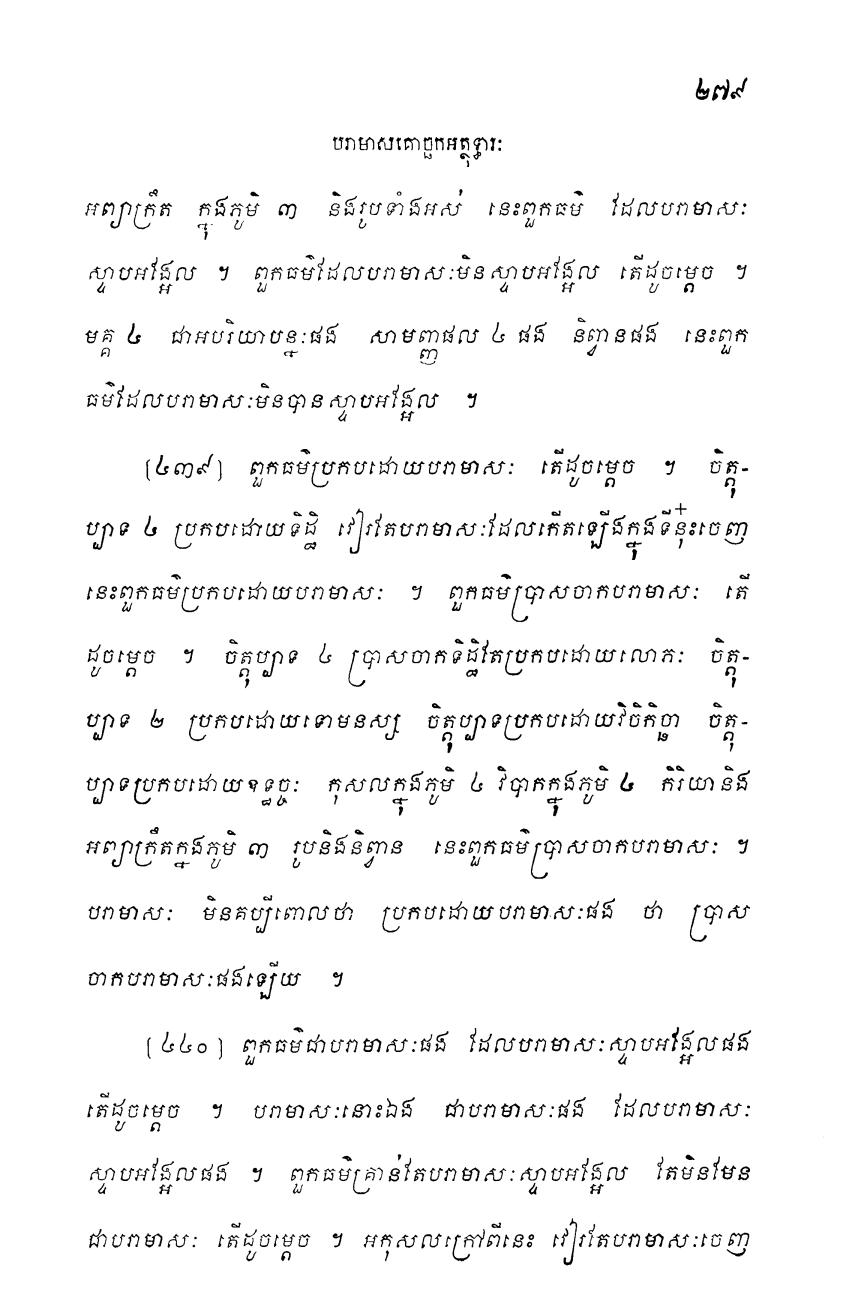 ២៧៩
បរាមាសគោច្ឆកអត្ថុទ្ធារៈ
អព្យាក្រឹត ក្នុងភូមិ ៣ និងរូបទាំងអស់ នេះពួកធម៌ ដែលបរាមាសៈ
ស្ទាបអង្អែល ។ ពួកធម៌ដែលបរាមាសៈមិនស្ទាបអង្អែល តើដូចម្តេច ។
មគ្គ ៤ ជាអបរិយាបន្នៈផង សាមញ្ញផល ៤ ផង និព្វានផង នេះពួក
ធម៌ដែលបរាមាសៈមិនបានស្ទាបអង្អែល ។
[៤៣៩] ពួកធម៌ប្រកបដោយបរាមាសៈ តើដូចម្តេច ។ ចិត្តុ-
ប្បាទ ៤ ប្រកបដោយទិដ្ឋិ វៀរតែបរាមាសៈដែលកើតឡើងក្នុងទីនុ៎ះចេញ
នេះពួកធម៌ប្រកបដោយបរាមាសៈ ។ ពួកធម៌ប្រាសចាកបរាមាសៈ តើ
ដូចម្តេច ។ ចិត្តុប្បាទ ៤ ប្រាសចាកទិដ្ឋិតែប្រកបដោយលោភៈ ចិត្តុ-
ប្បាទ ២ ប្រកបដោយទោមនស្ស ចិត្តុប្បាទប្រកបដោយវិចិកិច្ឆា ចិត្តុ-
ប្បាទប្រកបដោយឧទ្ធច្ចៈ កុសលក្នុងភូមិ ៤ វិបាកក្នុងភូមិ ៤ កិរិយានិង
អព្យាក្រឹតក្នុងភូមិ ៣ រូបនិងនិព្វាន នេះពួកធម៌ប្រាសចាកបរាមាសៈ ។
បរាមាសៈ មិនគប្បីពោលថា ប្រកបដោយបរាមាសៈផង ថា ប្រាស
ចាកបរាមាសៈផងឡើយ ។
[៤៤០] ពួកធម៌ជាបរាមាសៈផង ដែលបរាមាសៈស្ទាបអង្អែលផង
តើដូចម្តេច ។ បរាមាសៈនោះឯង ជាបរាមាសៈផង ដែលបរាមាសៈ
ស្ទាបអង្អែលផង ។ ពួកធម៌គ្រាន់តែបរាមាសៈស្ទាបអង្អែល តែមិនមែន
ជាបរាមាសៈ តើដូចម្តេច ។ អកុសលក្រៅពីនេះ វៀរតែបរាមាសៈចេញ